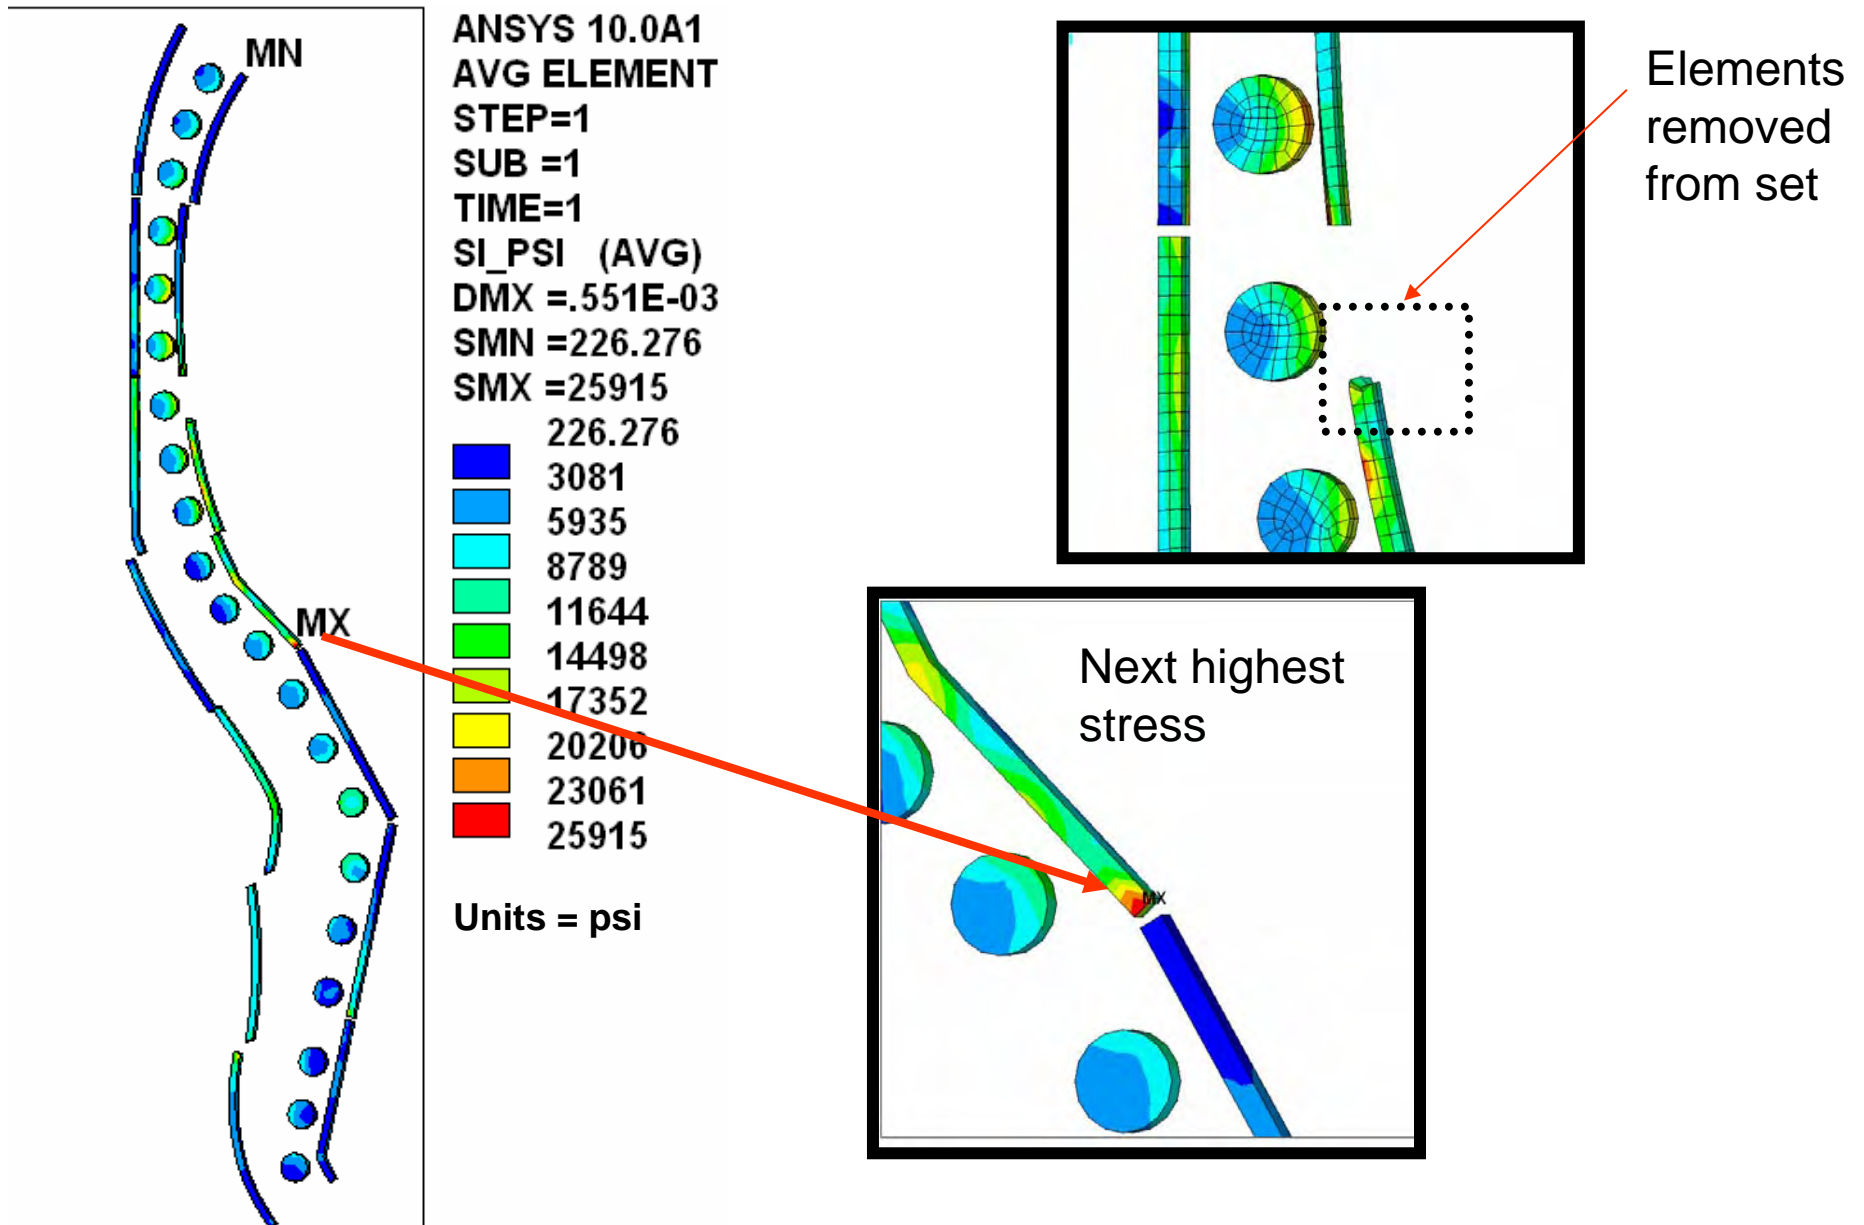 MN
MX
ANSYS 10.0A1
AVG ELEMENT
STEP=1
SUB =1
TIME=1
SI_PSI (AVG)
DMX =.551E-03
SMN =226.276
SMX =25915
226.276
3081
5935
8789
11644
14498
17352
20206
23061
25915
Units = psi
Elements
removed
from set
Next highest
stress
MX